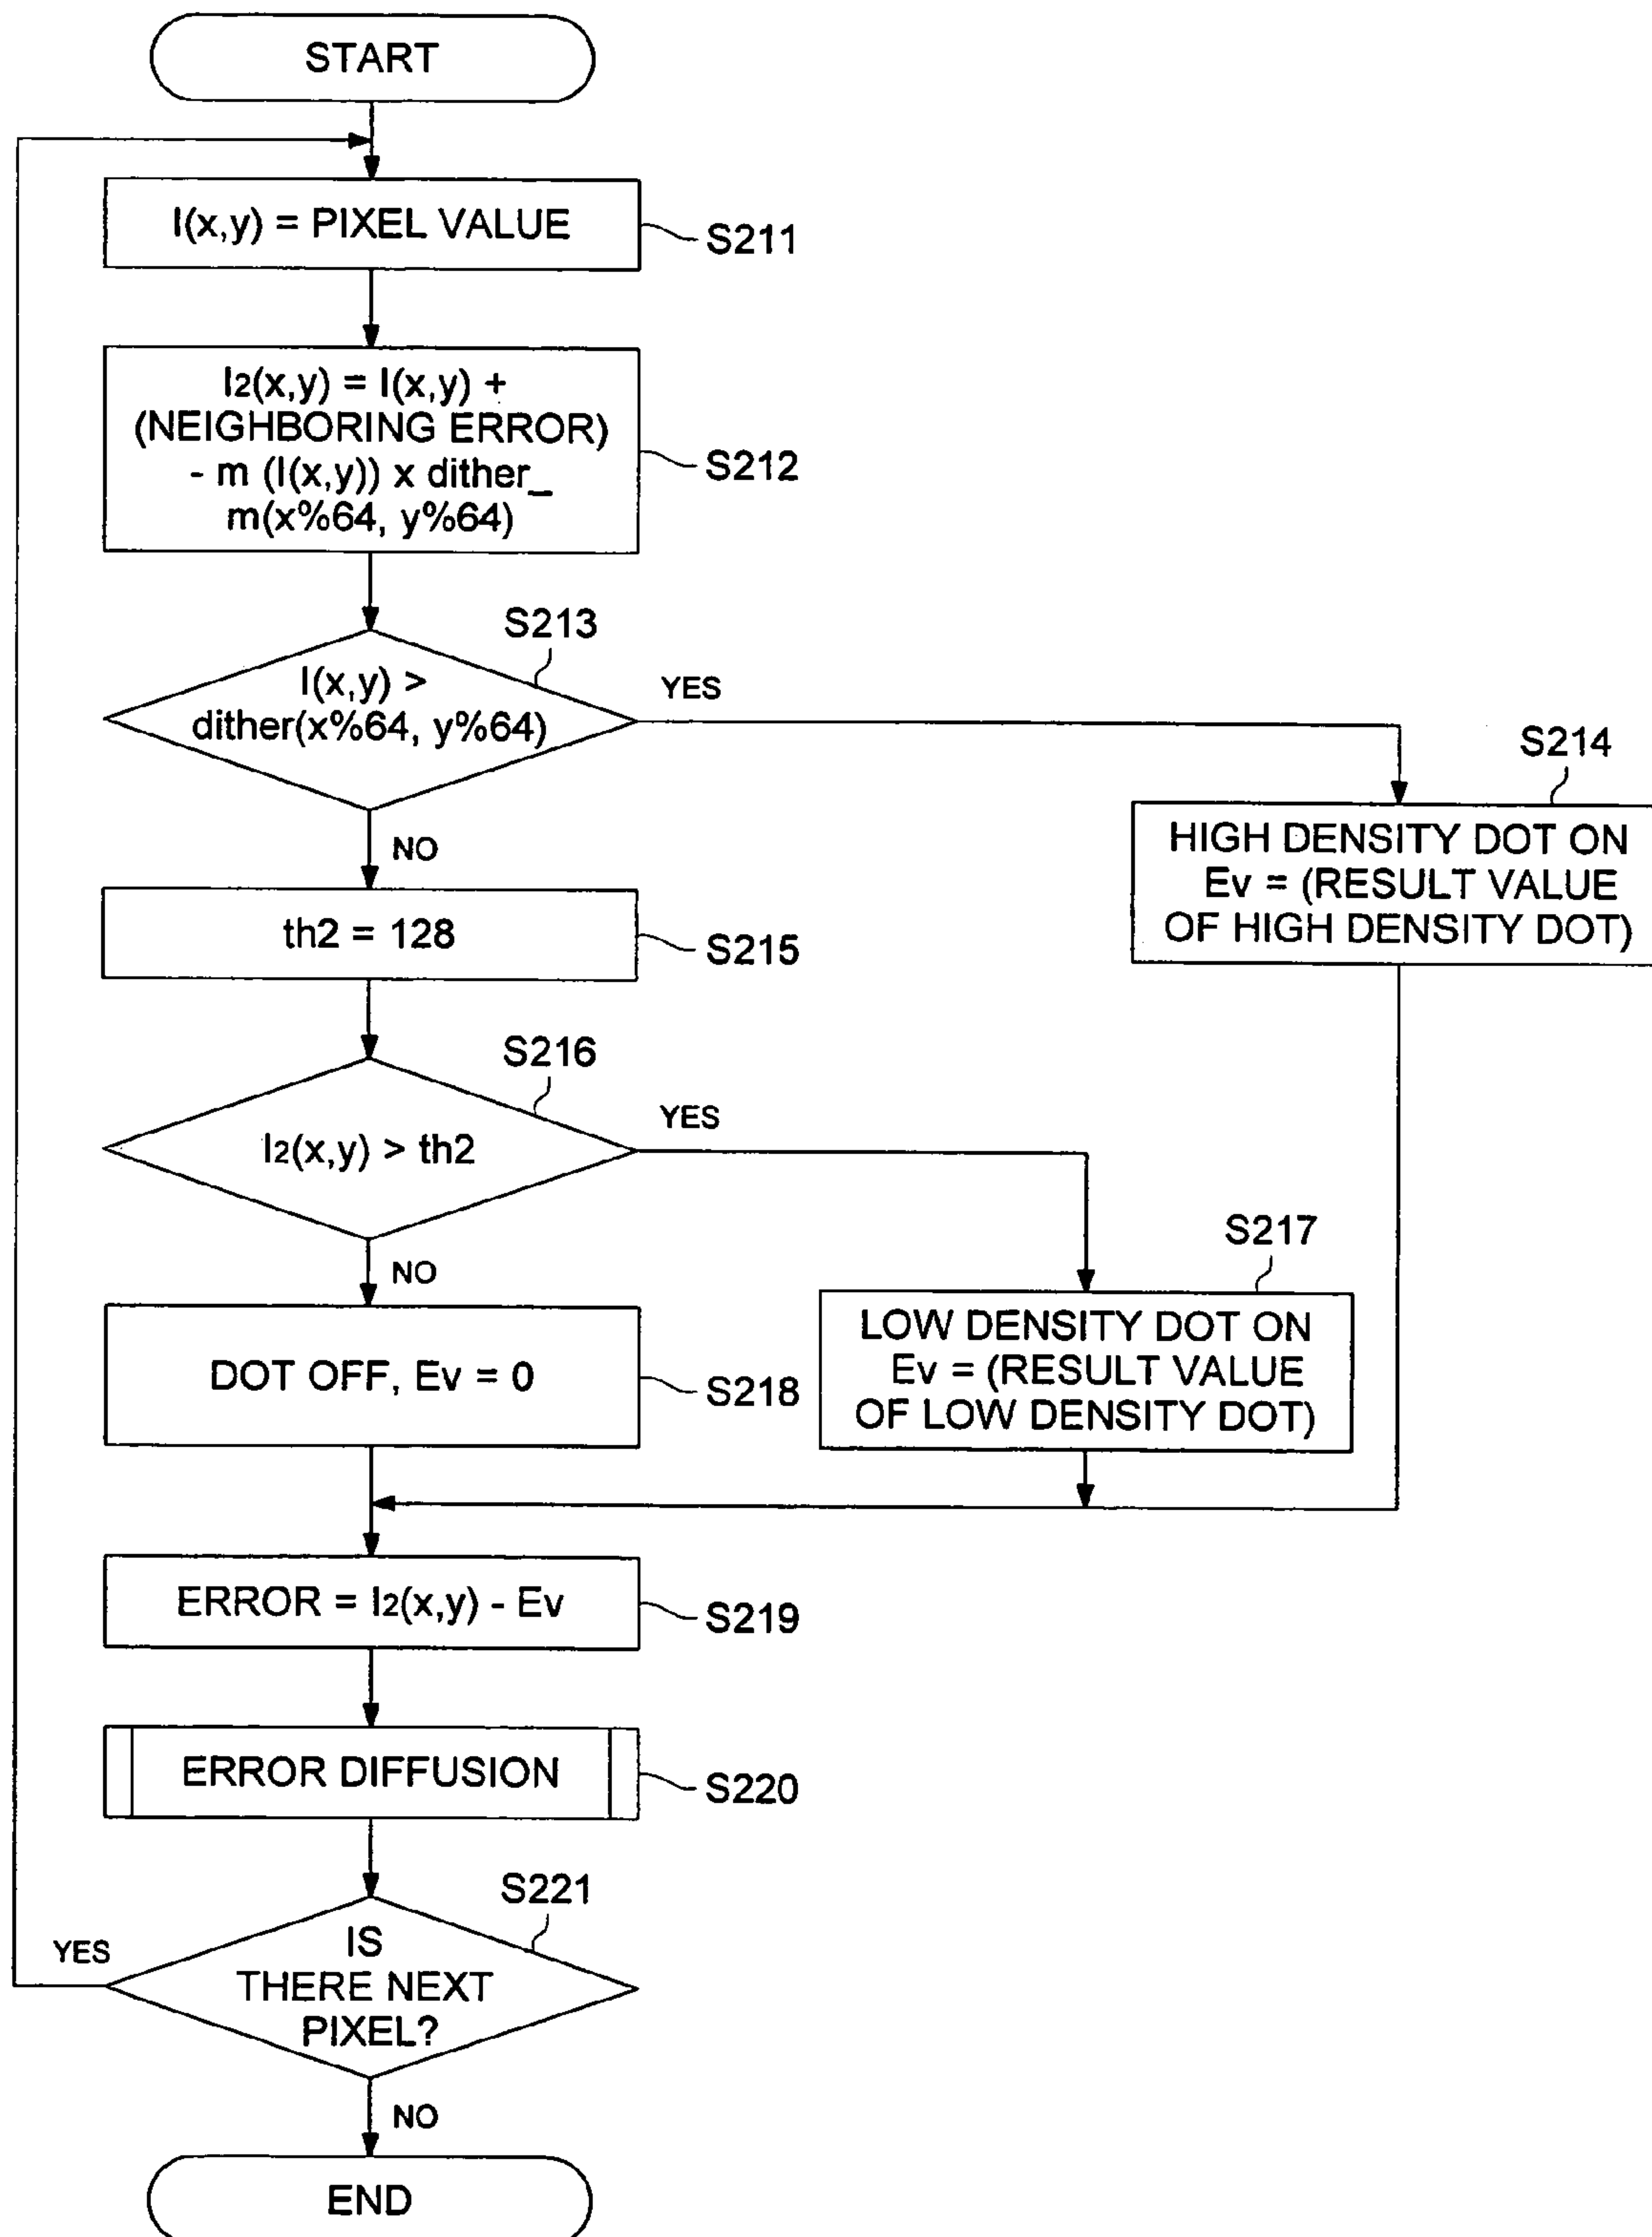 START
I(x,y) = PIXEL VALUE
S211
I2(x,y) = I(x,y) +
(NEIGHBORING ERROR)
- m (I(x,y)) x dither_
m(x%64, y%64)
S212
S213
I(x,y) >
dither(x%64, y%64)
YES
NO
S214
HIGH DENSITY DOT ON
Ev = (RESULT VALUE
OF HIGH DENSITY DOT)
th2 = 128
S215
S216
I2(x,y) > th2
YES
NO
S217
LOW DENSITY DOT ON
Ev = (RESULT VALUE
OF LOW DENSITY DOT)
DOT OFF, Ev = 0
S218
ERROR = I2(x,y) - Ev
S219
ERROR DIFFUSION
S220
S221
IS
THERE NEXT
PIXEL?
YES
NO
END